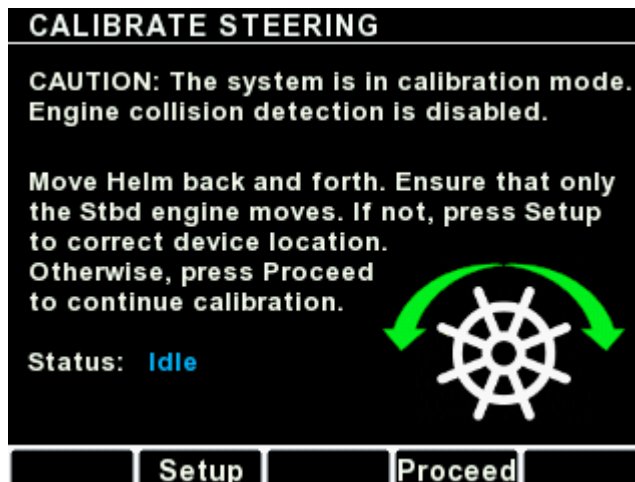 CALIBRATE STEERING
CAUTION: The system is in calibration mode.
Engine collision detection is disabled.
Move Helm back and forth. Ensure that only
the Stbd engine moves. If not, press Setup
to correct device location.
Otherwise, press Proceed
to continue calibration.
Status: Idle
Setup Proceed